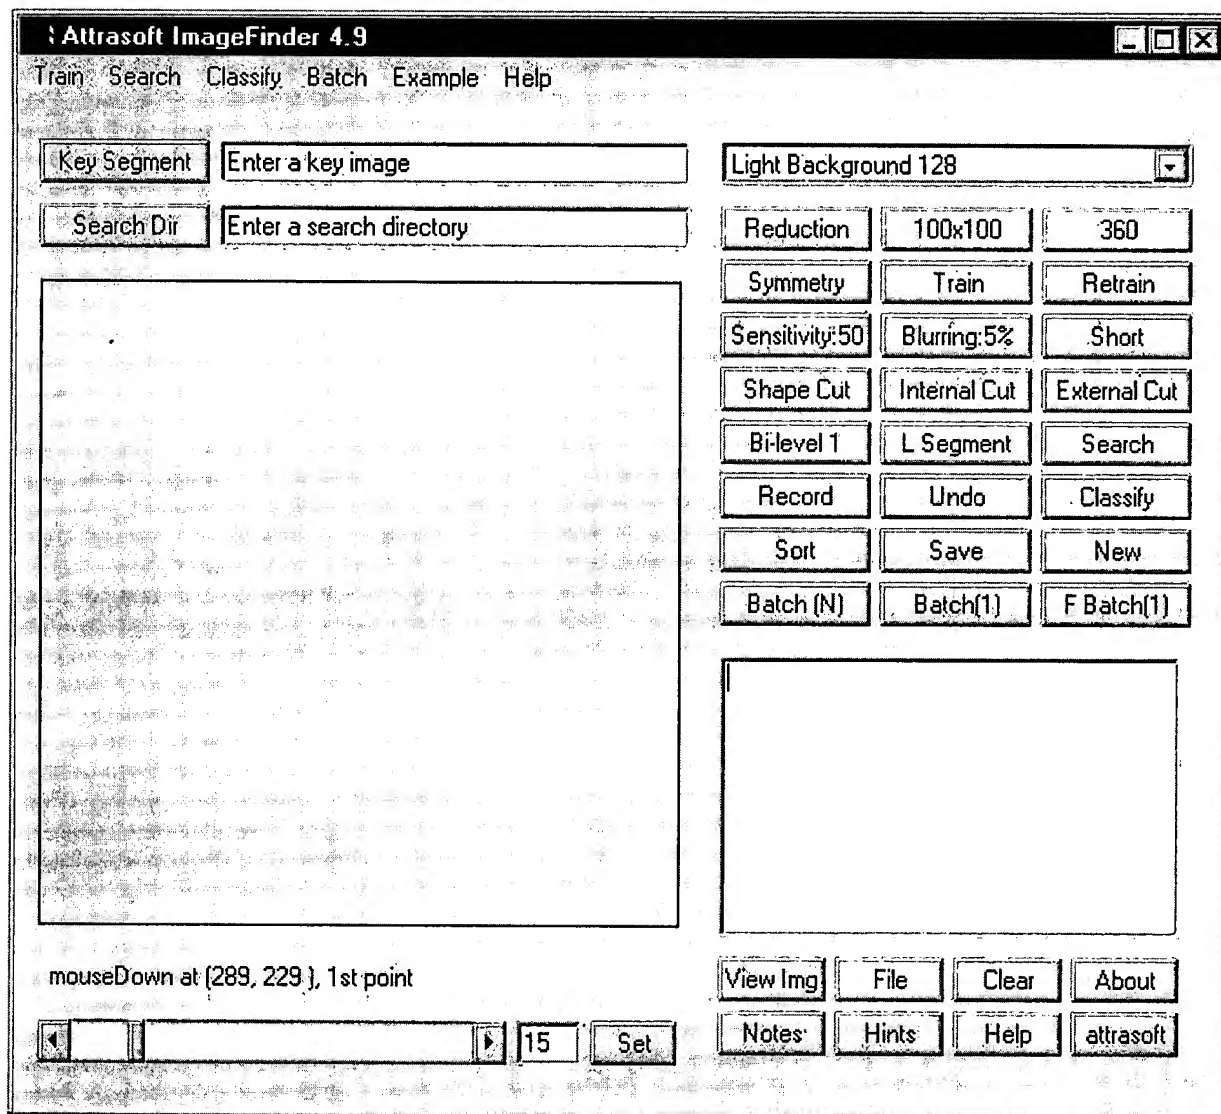 Attrasoft ImageFinder 4.9
Train Search Classify Batch Example Help
Key Segment Enter a key image
Search Dir Enter a search directory
Light Background 128
Reduction 100x100 360
Symmetry Train Retrain
Sensitivity:50 Blurring:5% Short
Shape Cut Internal Cut External Cut
Bi-level 1 L Segment Search
Record Undo Classify
Sort Save New
Batch (N) Batch(1) F Batch(1)
mouseDown at (289, 229 ), 1st point
15 Set
View Img File Clear About
Notes Hints Help attrasoft